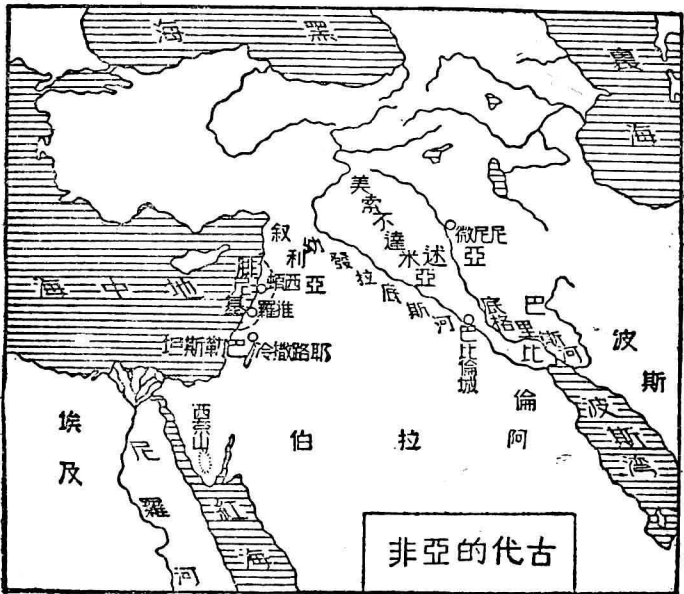 黑海
裏海
美索不達米亞
尼尼微
亞述
叙利亞
幼發拉底斯河
腓尼基
西頓
推羅
地中海
巴勒斯坦
耶路撒冷
底格里斯河
巴比倫
巴比倫城
波斯
波斯灣
阿拉伯
西奈山
埃及
尼羅河
紅海
古代的亞非